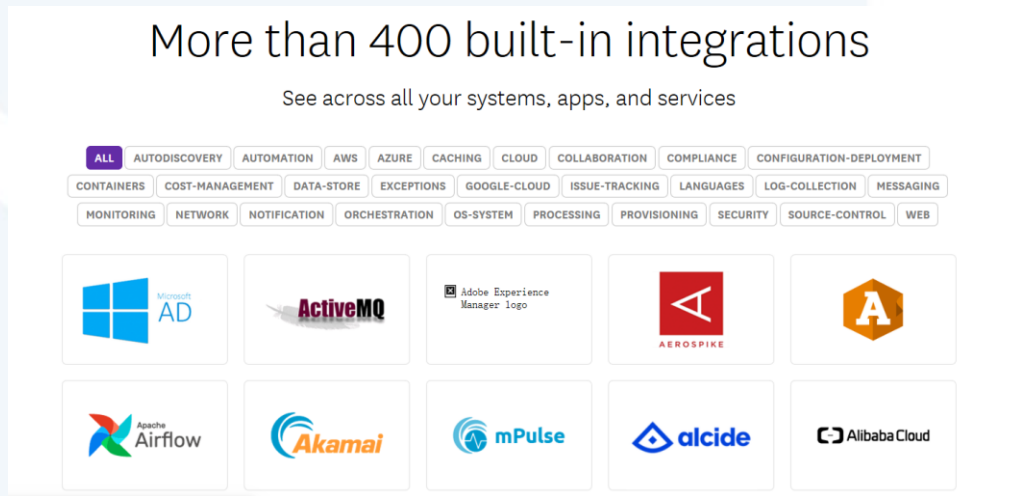 More than 400 built-in integrations
See across all your systems, apps, and services
ALL AUTODISCOVERY AUTOMATION AWS AZURE CACHING CLOUD COLLABORATION COMPLIANCE CONFIGURATION-DEPLOYMENT
CONTAINERS COST-MANAGEMENT DATA-STORE EXCEPTIONS GOOGLE-CLOUD ISSUE-TRACKING LANGUAGES LOG-COLLECTION MESSAGING
MONITORING NETWORK NOTIFICATION ORCHESTRATION OS-SYSTEM PROCESSING PROVISIONING SECURITY SOURCE-CONTROL WEB
Microsoft
AD
ActiveMQ
Adobe Experience
Manager logo
AEROSPIKE
A
Apache
Airflow
Akamai
mPulse
alcide
Alibaba Cloud